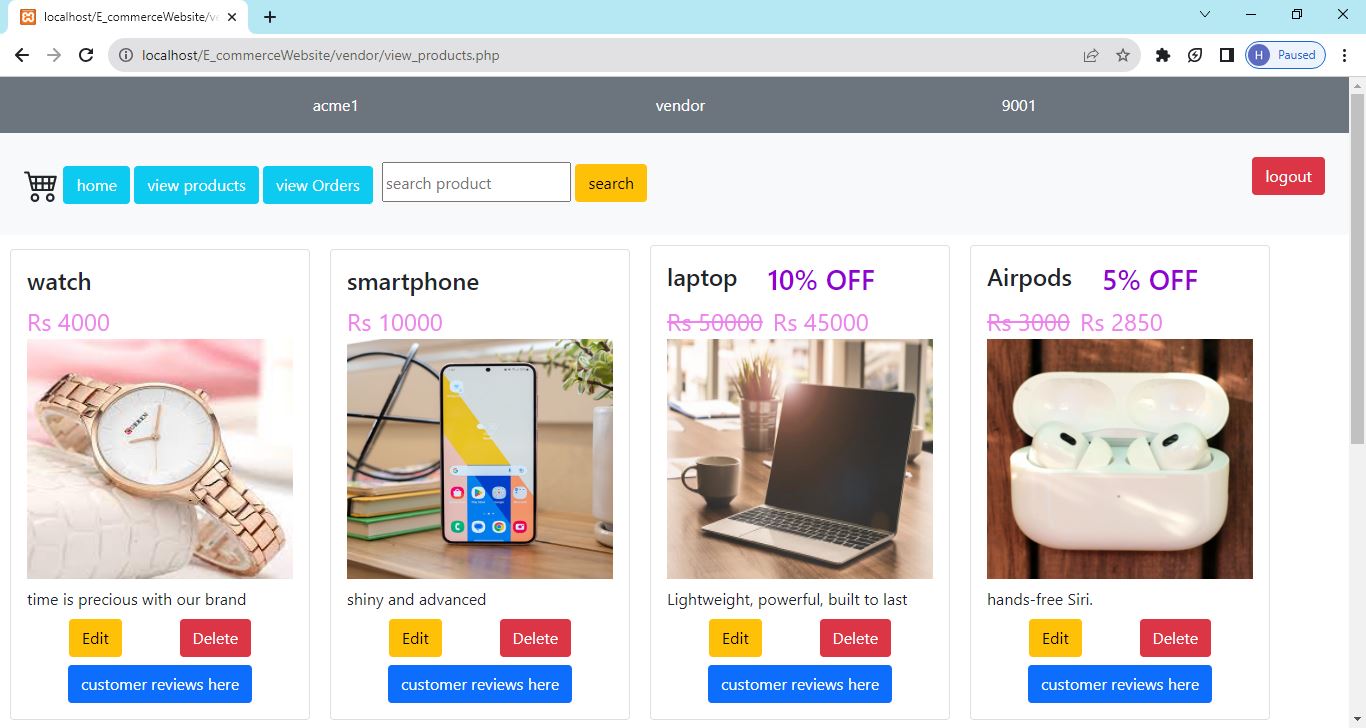 localhost/E_commerceWebsite/ve
localhost/E_commerceWebsite/vendor/view_products.php
H Paused
acme1 vendor 9001
home view products view Orders search product search logout
watch
Rs 4000
CURREN
time is precious with our brand
Edit Delete
customer reviews here
smartphone
Rs 10000
shiny and advanced
Edit Delete
customer reviews here
laptop 10% OFF
Rs 50000 Rs 45000
Lightweight, powerful, built to last
Edit Delete
customer reviews here
Airpods 5% OFF
Rs 3000 Rs 2850
hands-free Siri.
Edit Delete
customer reviews here